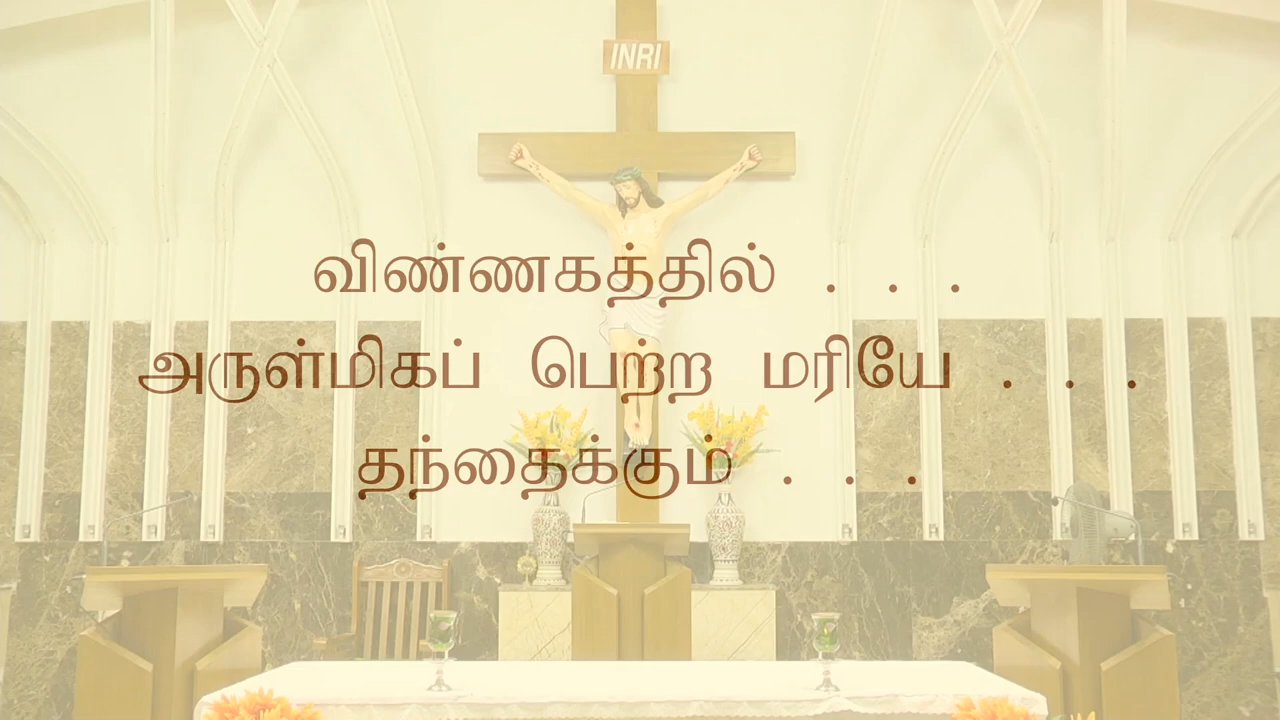 INRI
விண்ணகத்தில் . . .
அருள்மிகப் பெற்ற மரியே . . .
தந்தைக்கும் . . .